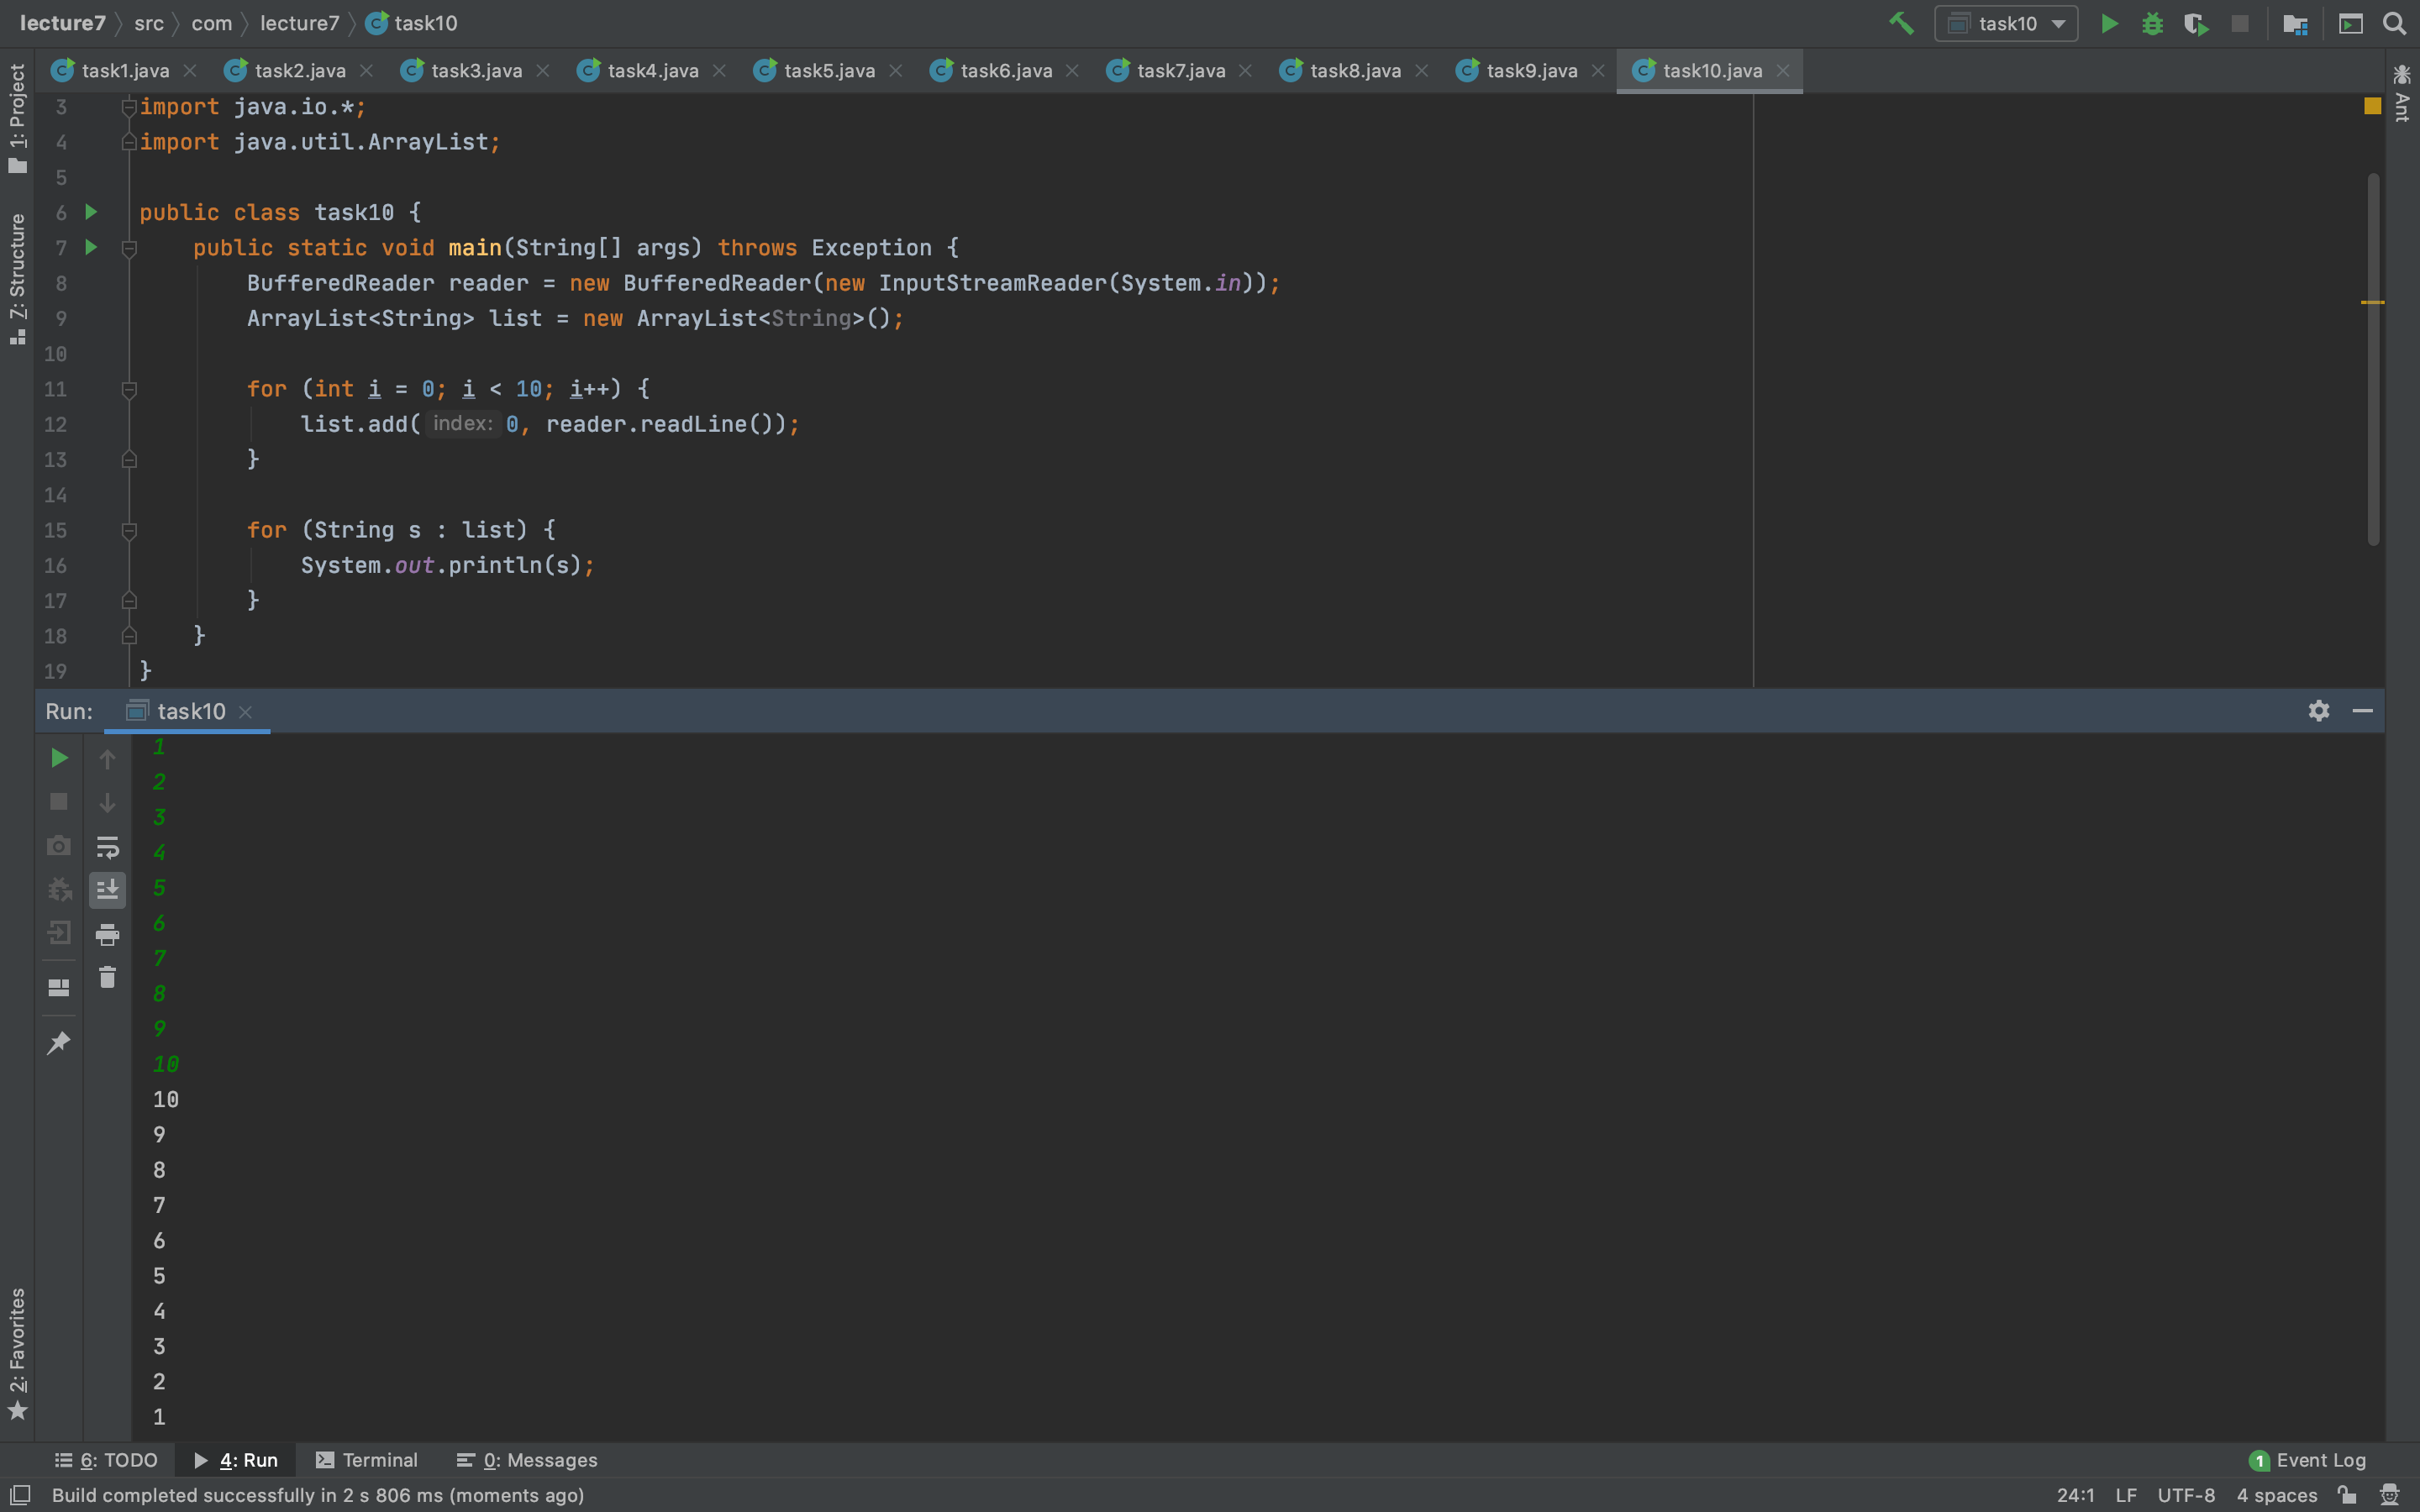 lecture7 src com lecture7 task10 task10
task1.java task2.java task3.java task4.java task5.java task6.java task7.java task8.java task9.java task10.java
1: Project
7: Structure
2: Favorites
Ant
3 import java.io.*;
4 import java.util.ArrayList;
5
6 public class task10 {
7 public static void main(String[] args) throws Exception {
8 BufferedReader reader = new BufferedReader(new InputStreamReader(System.in));
9 ArrayList<String> list = new ArrayList<String>();
10
11 for (int i = 0; i < 10; i++) {
12 list.add( index: 0, reader.readLine());
13 }
14
15 for (String s : list) {
16 System.out.println(s);
17 }
18 }
19 }
Run: task10
1
2
3
4
5
6
7
8
9
10
10
9
8
7
6
5
4
3
2
1
6: TODO 4: Run Terminal 0: Messages 1 Event Log
Build completed successfully in 2 s 806 ms (moments ago) 24:1 LF UTF-8 4 spaces